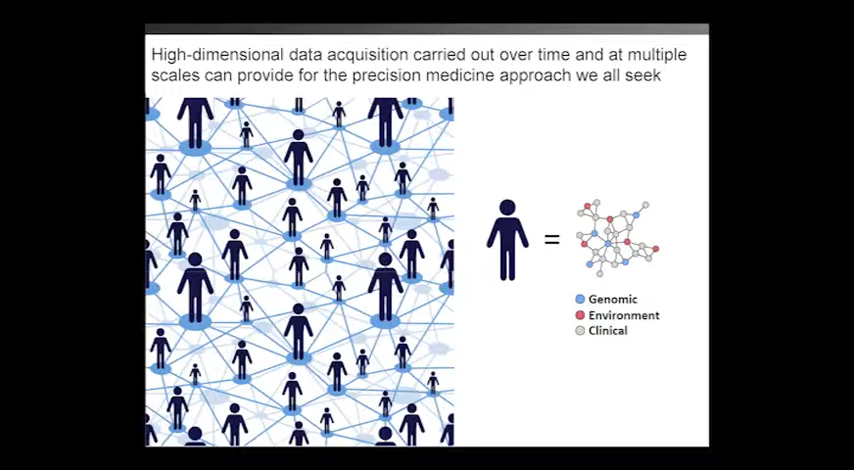 High-dimensional data acquisition carried out over time and at multiple
scales can provide for the precision medicine approach we all seek
=
Genomic
Environment
Clinical